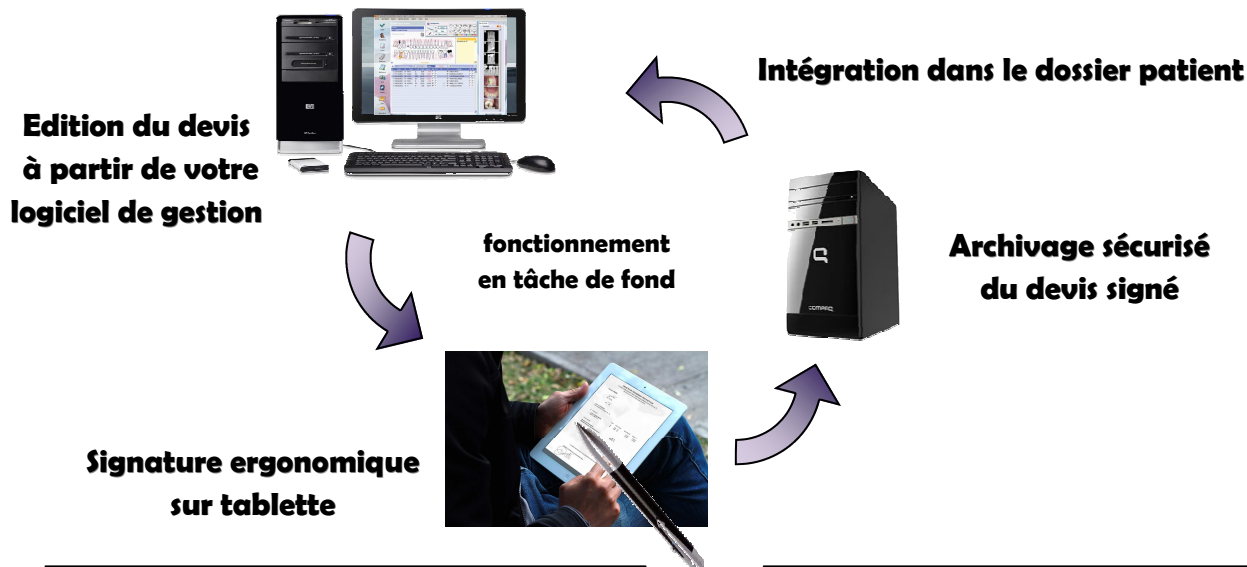 Intégration dans le dossier patient
Edition du devis
à partir de votre
logiciel de gestion
fonctionnement
en tâche de fond
Archivage sécurisé
du devis signé
COMPAQ
Signature ergonomique
sur tablette